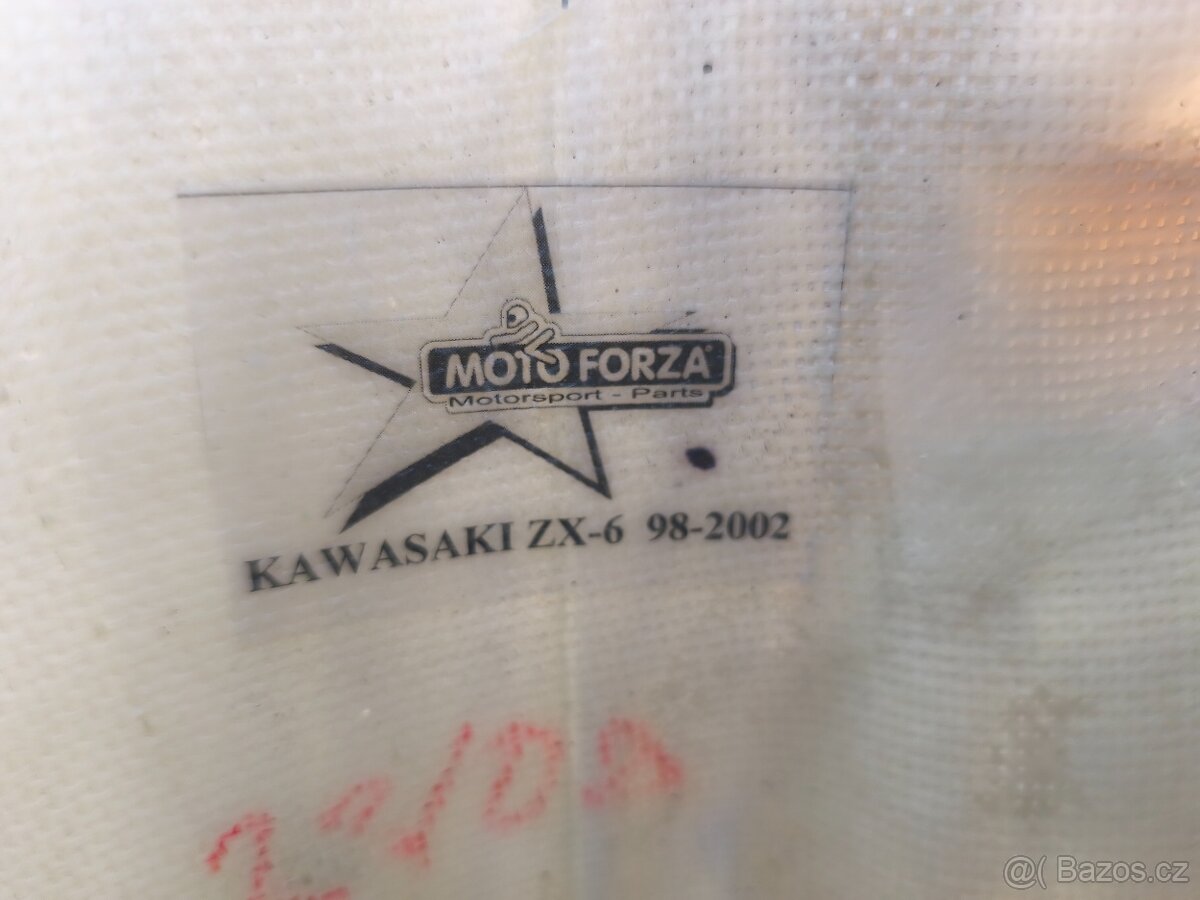 MOTO FORZA®
Motorsport - Parts
KAWASAKI ZX-6 98-2002
@( Bazos.cz